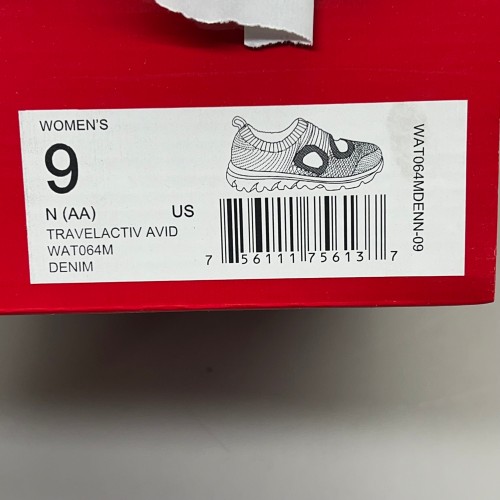 WOMEN'S
9
N (AA) US
TRAVELACTIV AVID
WAT064M
DENIM
7 56111 75613 7
WAT064MDENN-09